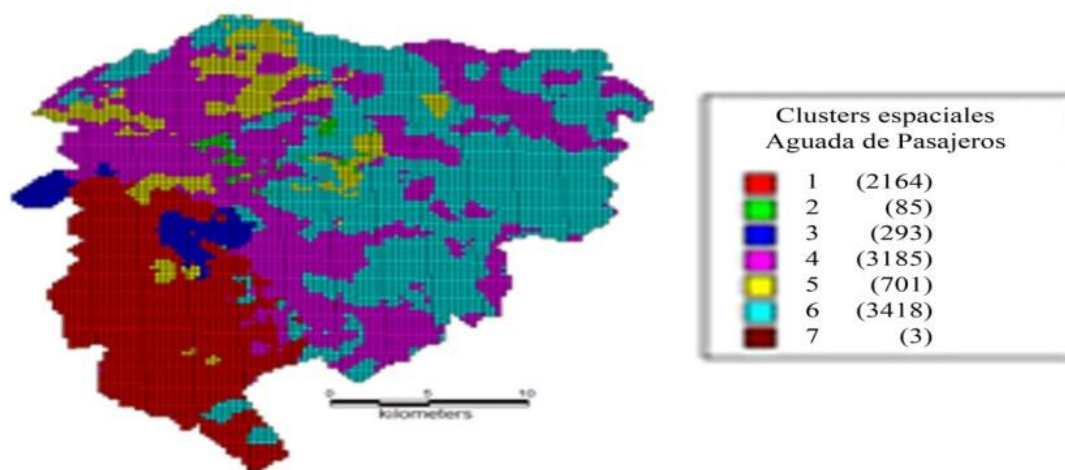 Clusters espaciales
Aguada de Pasajeros
1 (2164)
2 (85)
3 (293)
4 (3185)
5 (701)
6 (3418)
7 (3)
0 5 10
kilometers